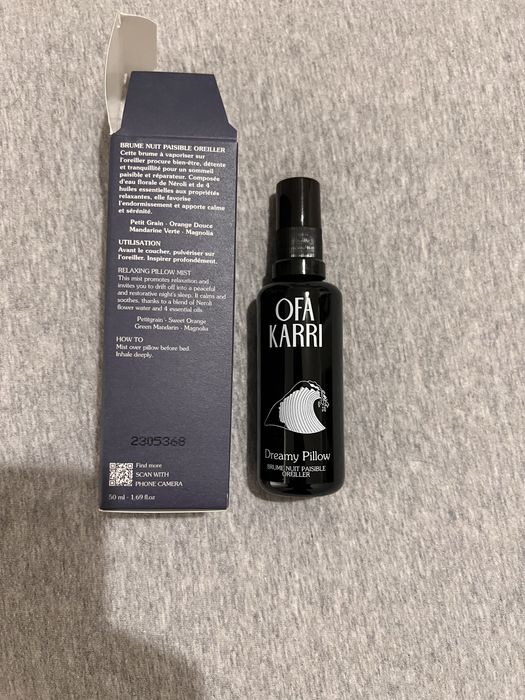 BRUME NUIT PAISIBLE OREILLER
Cette brume à vaporiser sur
l'oreiller procure bien-être, détente
et tranquillité pour un sommeil
paisible et réparateur. Composée
d'eau florale de Néroli et de 4
huiles essentielles aux propriétés
relaxantes, elle favorise
l'endormissement et apporte calme
et sérénité.
Petit Grain - Orange Douce
Mandarine Verte - Magnolia
UTILISATION
Avant le coucher, pulvériser sur
l'oreiller. Inspirer profondément.
RELAXING PILLOW MIST
This mist promotes relaxation and
invites you to drift off into a peaceful
and restorative night's sleep. It calms and
soothes, thanks to a blend of Neroli
flower water and 4 essential oils.
Petitgrain - Sweet Orange
Green Mandarin - Magnolia
HOW TO
Mist over pillow before bed.
Inhale deeply.
2305368
Find more
SCAN WITH
PHONE CAMERA
50 ml - 1,69 fl.oz
OFÁ
KARRI
Dreamy Pillow
BRUME NUIT PAISIBLE
OREILLER